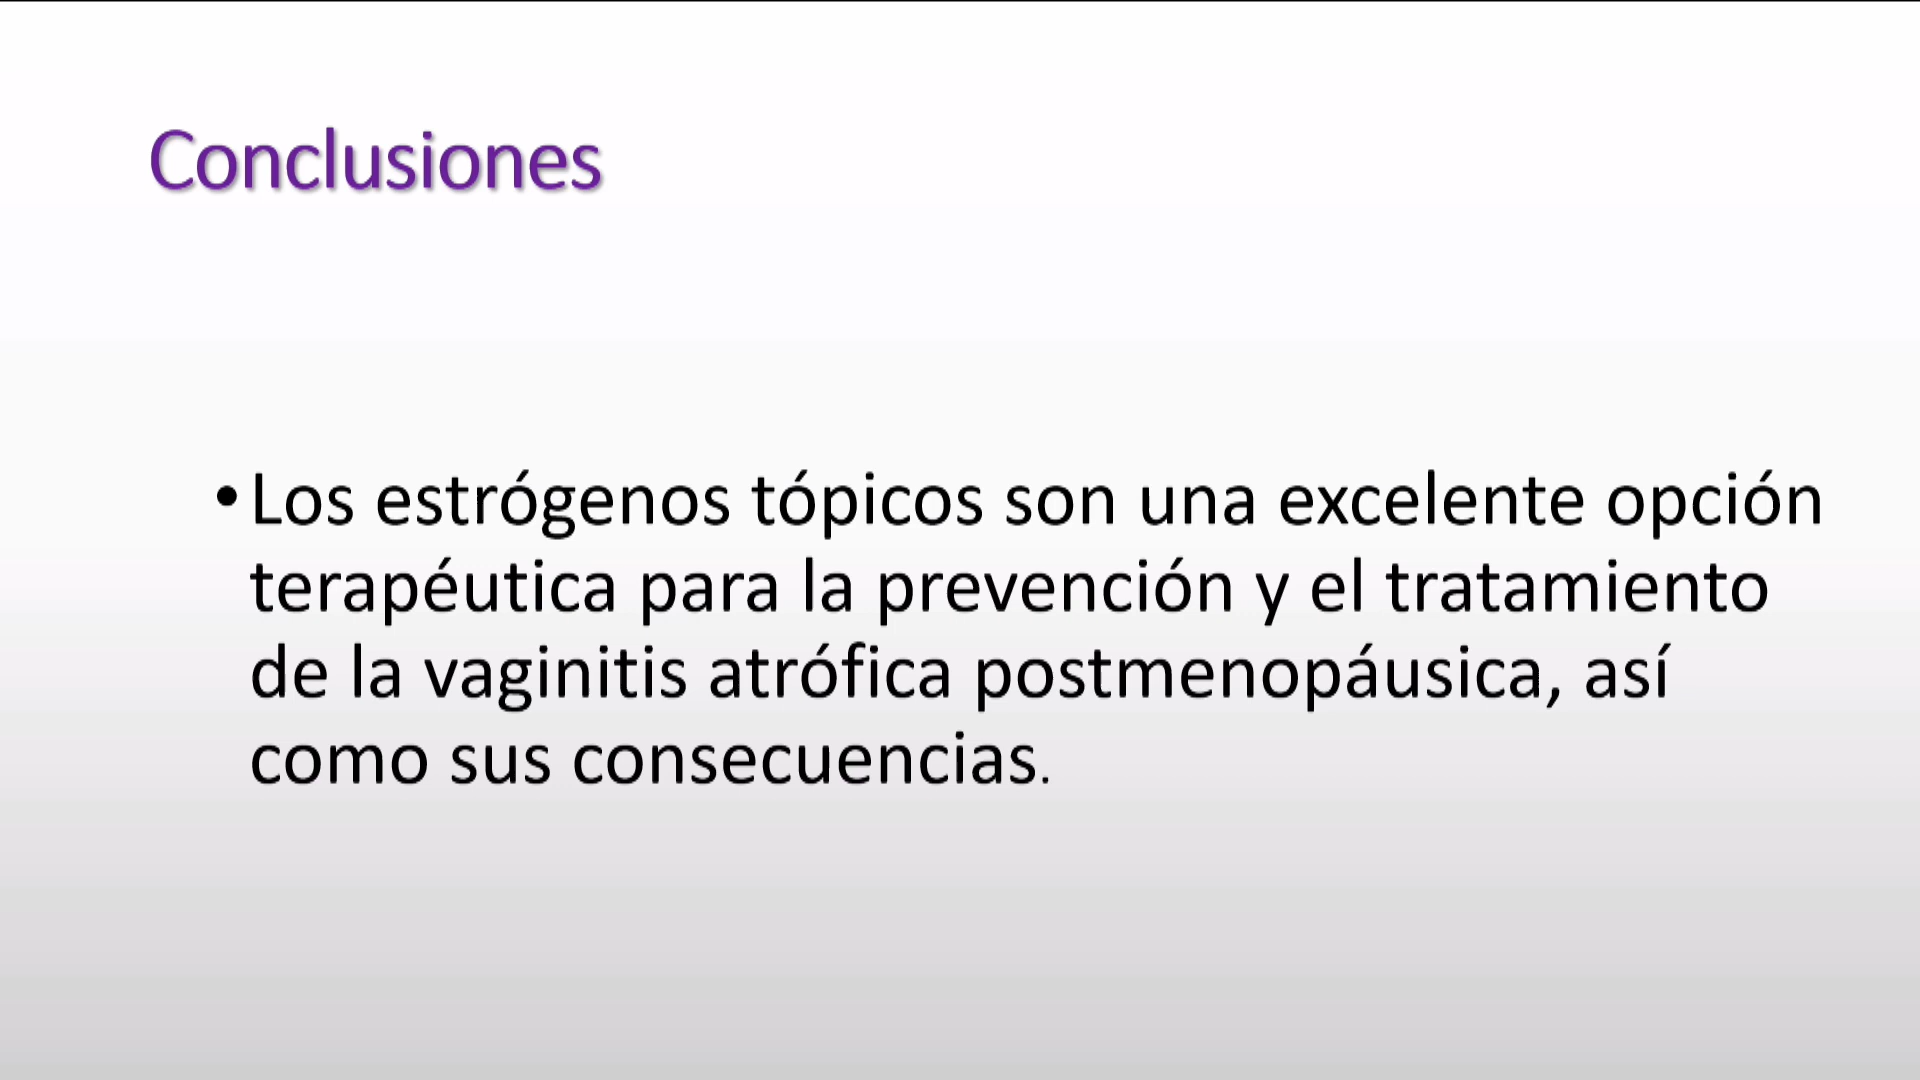 Conclusiones
•Los estrógenos tópicos son una excelente opción
terapéutica para la prevención y el tratamiento
de la vaginitis atrófica postmenopáusica, así
como sus consecuencias.